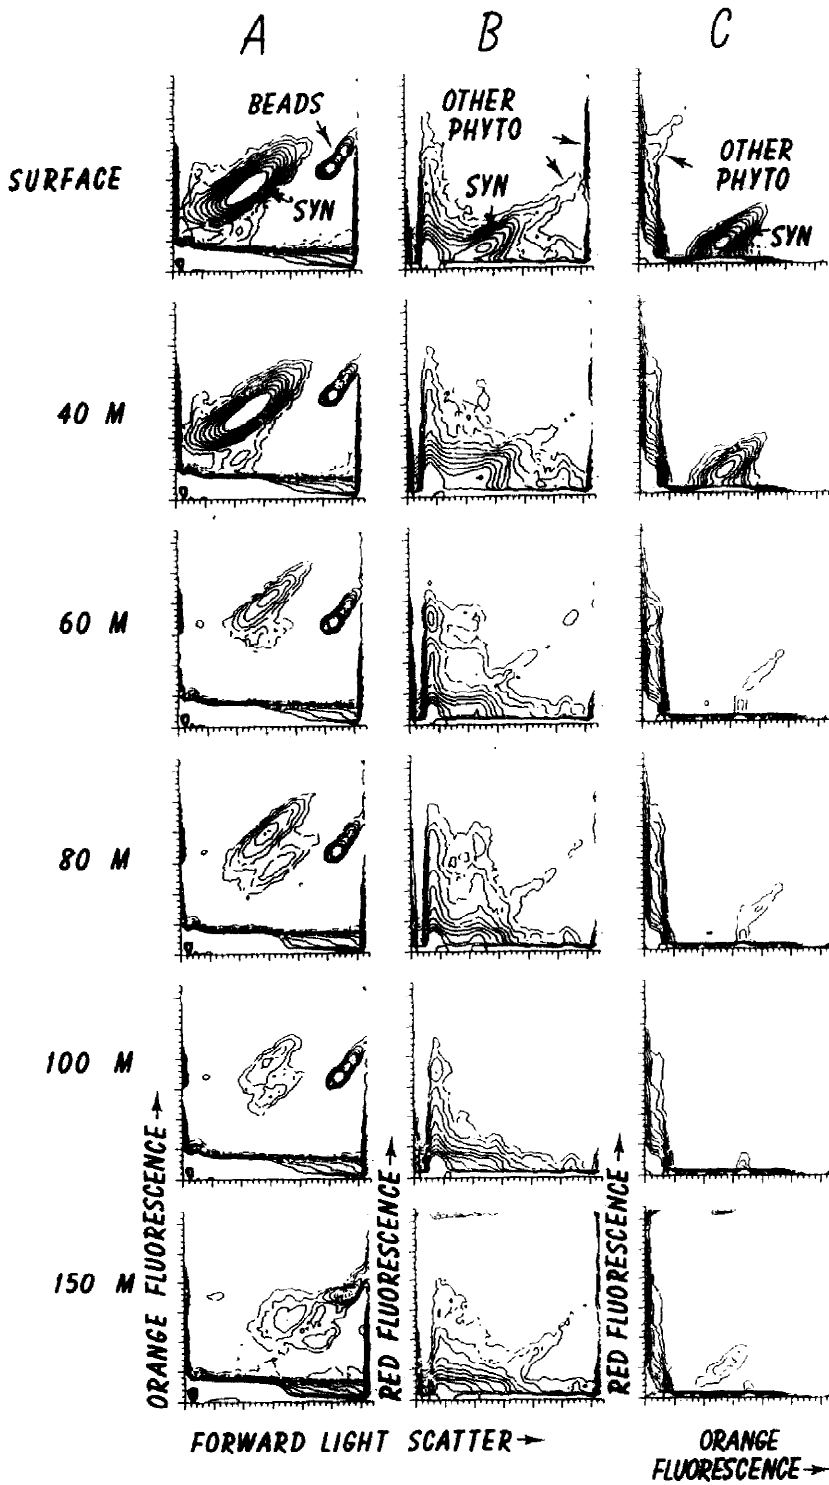 A B C
BEADS
SYN
OTHER
PHYTO
SYN
OTHER
PHYTO
SYN
SURFACE
40 M
60 M
80 M
100 M
150 M
ORANGE FLUORESCENCE →
RED FLUORESCENCE →
RED FLUORESCENCE →
FORWARD LIGHT SCATTER →
ORANGE
FLUORESCENCE →